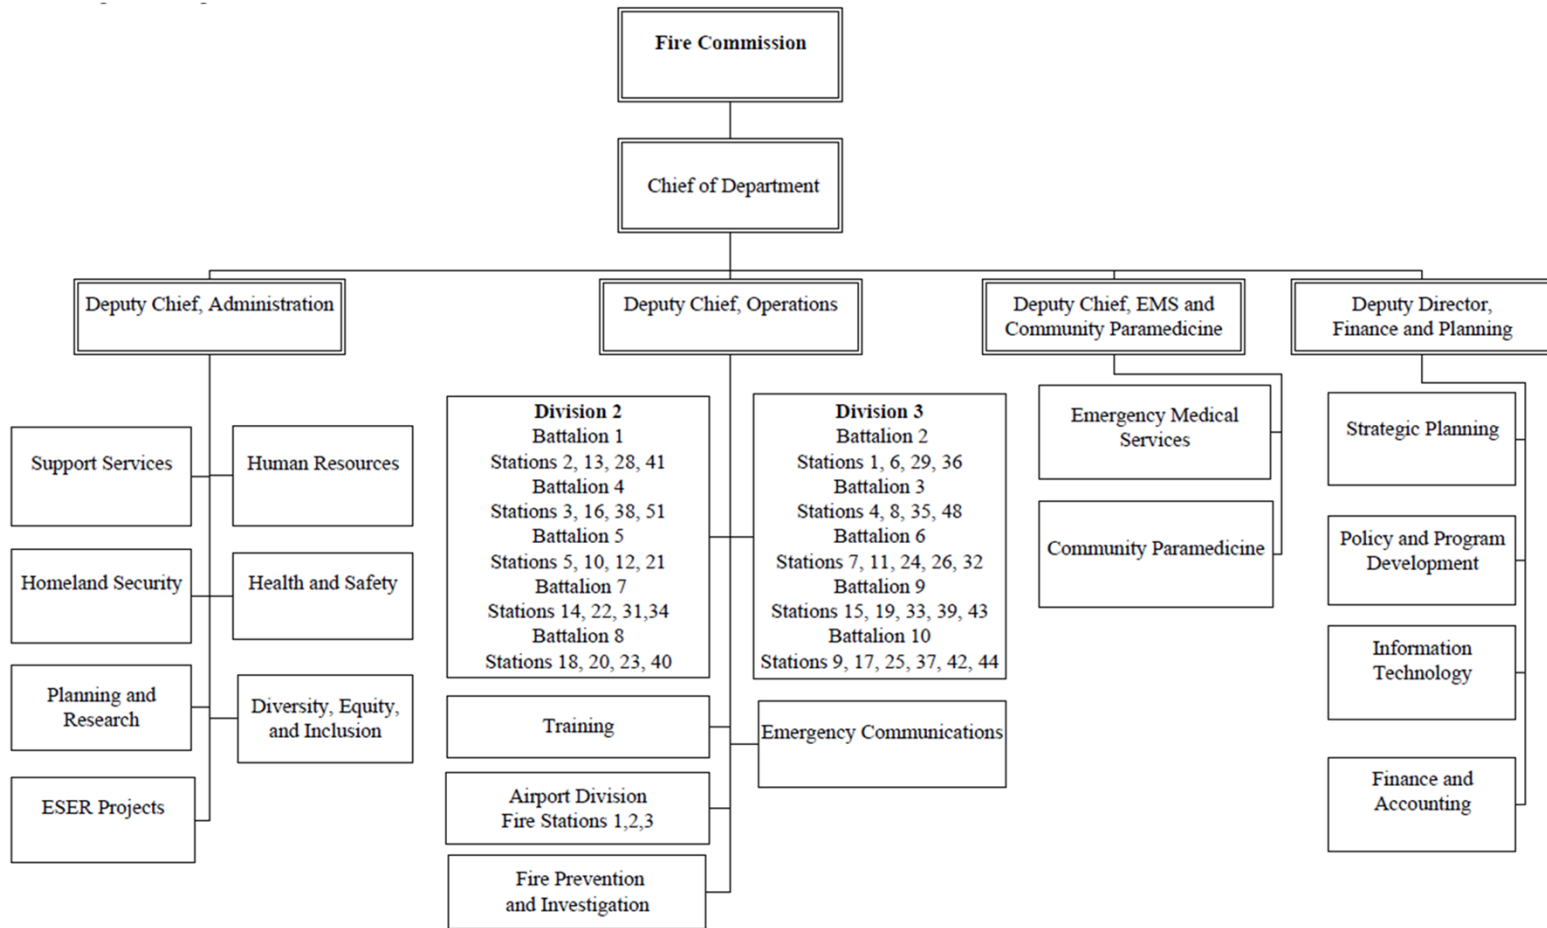 Fire Commission
Chief of Department
Deputy Chief, Administration
Deputy Chief, Operations
Deputy Chief, EMS and
Community Paramedicine
Deputy Director,
Finance and Planning
Support Services
Human Resources
Homeland Security
Health and Safety
Planning and
Research
Diversity, Equity,
and Inclusion
ESER Projects
Division 2
Battalion 1
Stations 2, 13, 28, 41
Battalion 4
Stations 3, 16, 38, 51
Battalion 5
Stations 5, 10, 12, 21
Battalion 7
Stations 14, 22, 31,34
Battalion 8
Stations 18, 20, 23, 40
Division 3
Battalion 2
Stations 1, 6, 29, 36
Battalion 3
Stations 4, 8, 35, 48
Battalion 6
Stations 7, 11, 24, 26, 32
Battalion 9
Stations 15, 19, 33, 39, 43
Battalion 10
Stations 9, 17, 25, 37, 42, 44
Training
Emergency Communications
Airport Division
Fire Stations 1,2,3
Fire Prevention
and Investigation
Emergency Medical
Services
Community Paramedicine
Strategic Planning
Policy and Program
Development
Information
Technology
Finance and
Accounting